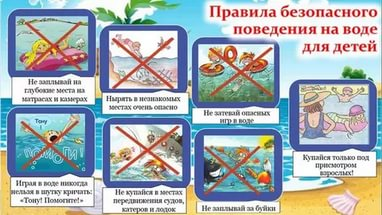 Правила безопасного
поведения на воде
для детей
Не заплывай на
глубокие места на
матрасах и камерах
Нырять в незнакомых
местах очень опасно
Не затевай опасных
игр в воде
Купайся только под
присмотром
взрослых!
Тону
ПОМОГИ
Играя в воде никогда
нельзя в шутку кричать:
«Тону! Помогите!»
Не купайся в местах
передвижения судов,
катеров и лодок
Не заплывай за буйки